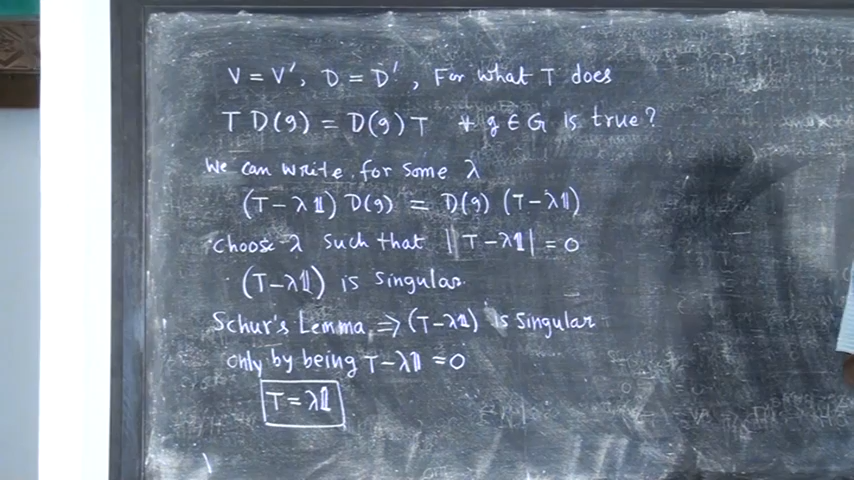 V = V′, D = D′, For what T does
T D(g) = D(g) T ∀ g ∈ G is true?
We can write, for some λ
(T − λ𝟙) D(g) = D(g) (T − λ𝟙)
choose λ such that |T − λ𝟙| = 0
(T − λ𝟙) is singular.
Schur's Lemma ⇒ (T − λ𝟙) is singular
only by being T − λ𝟙 = 0
T = λ𝟙